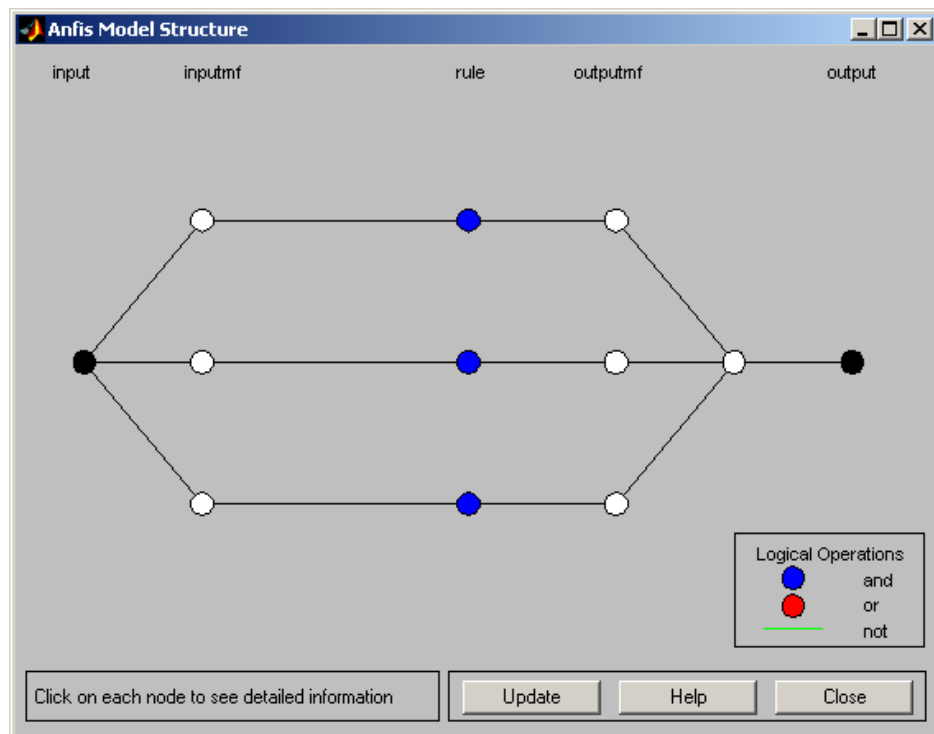 Anfis Model Structure
input inputmf rule outputmf output
Logical Operations
and
or
not
Click on each node to see detailed information
Update Help Close